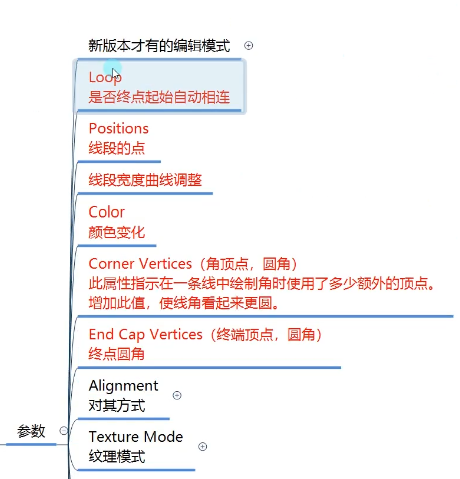 新版本才有的编辑模式
Loop
是否终点起始自动相连
Positions
线段的点
线段宽度曲线调整
Color
颜色变化
Corner Vertices（角顶点，圆角）
此属性指示在一条线中绘制角时使用了多少额外的顶点。
增加此值，使线角看起来更圆。
End Cap Vertices（终端顶点，圆角）
终点圆角
Alignment
对其方式
参数
Texture Mode
纹理模式